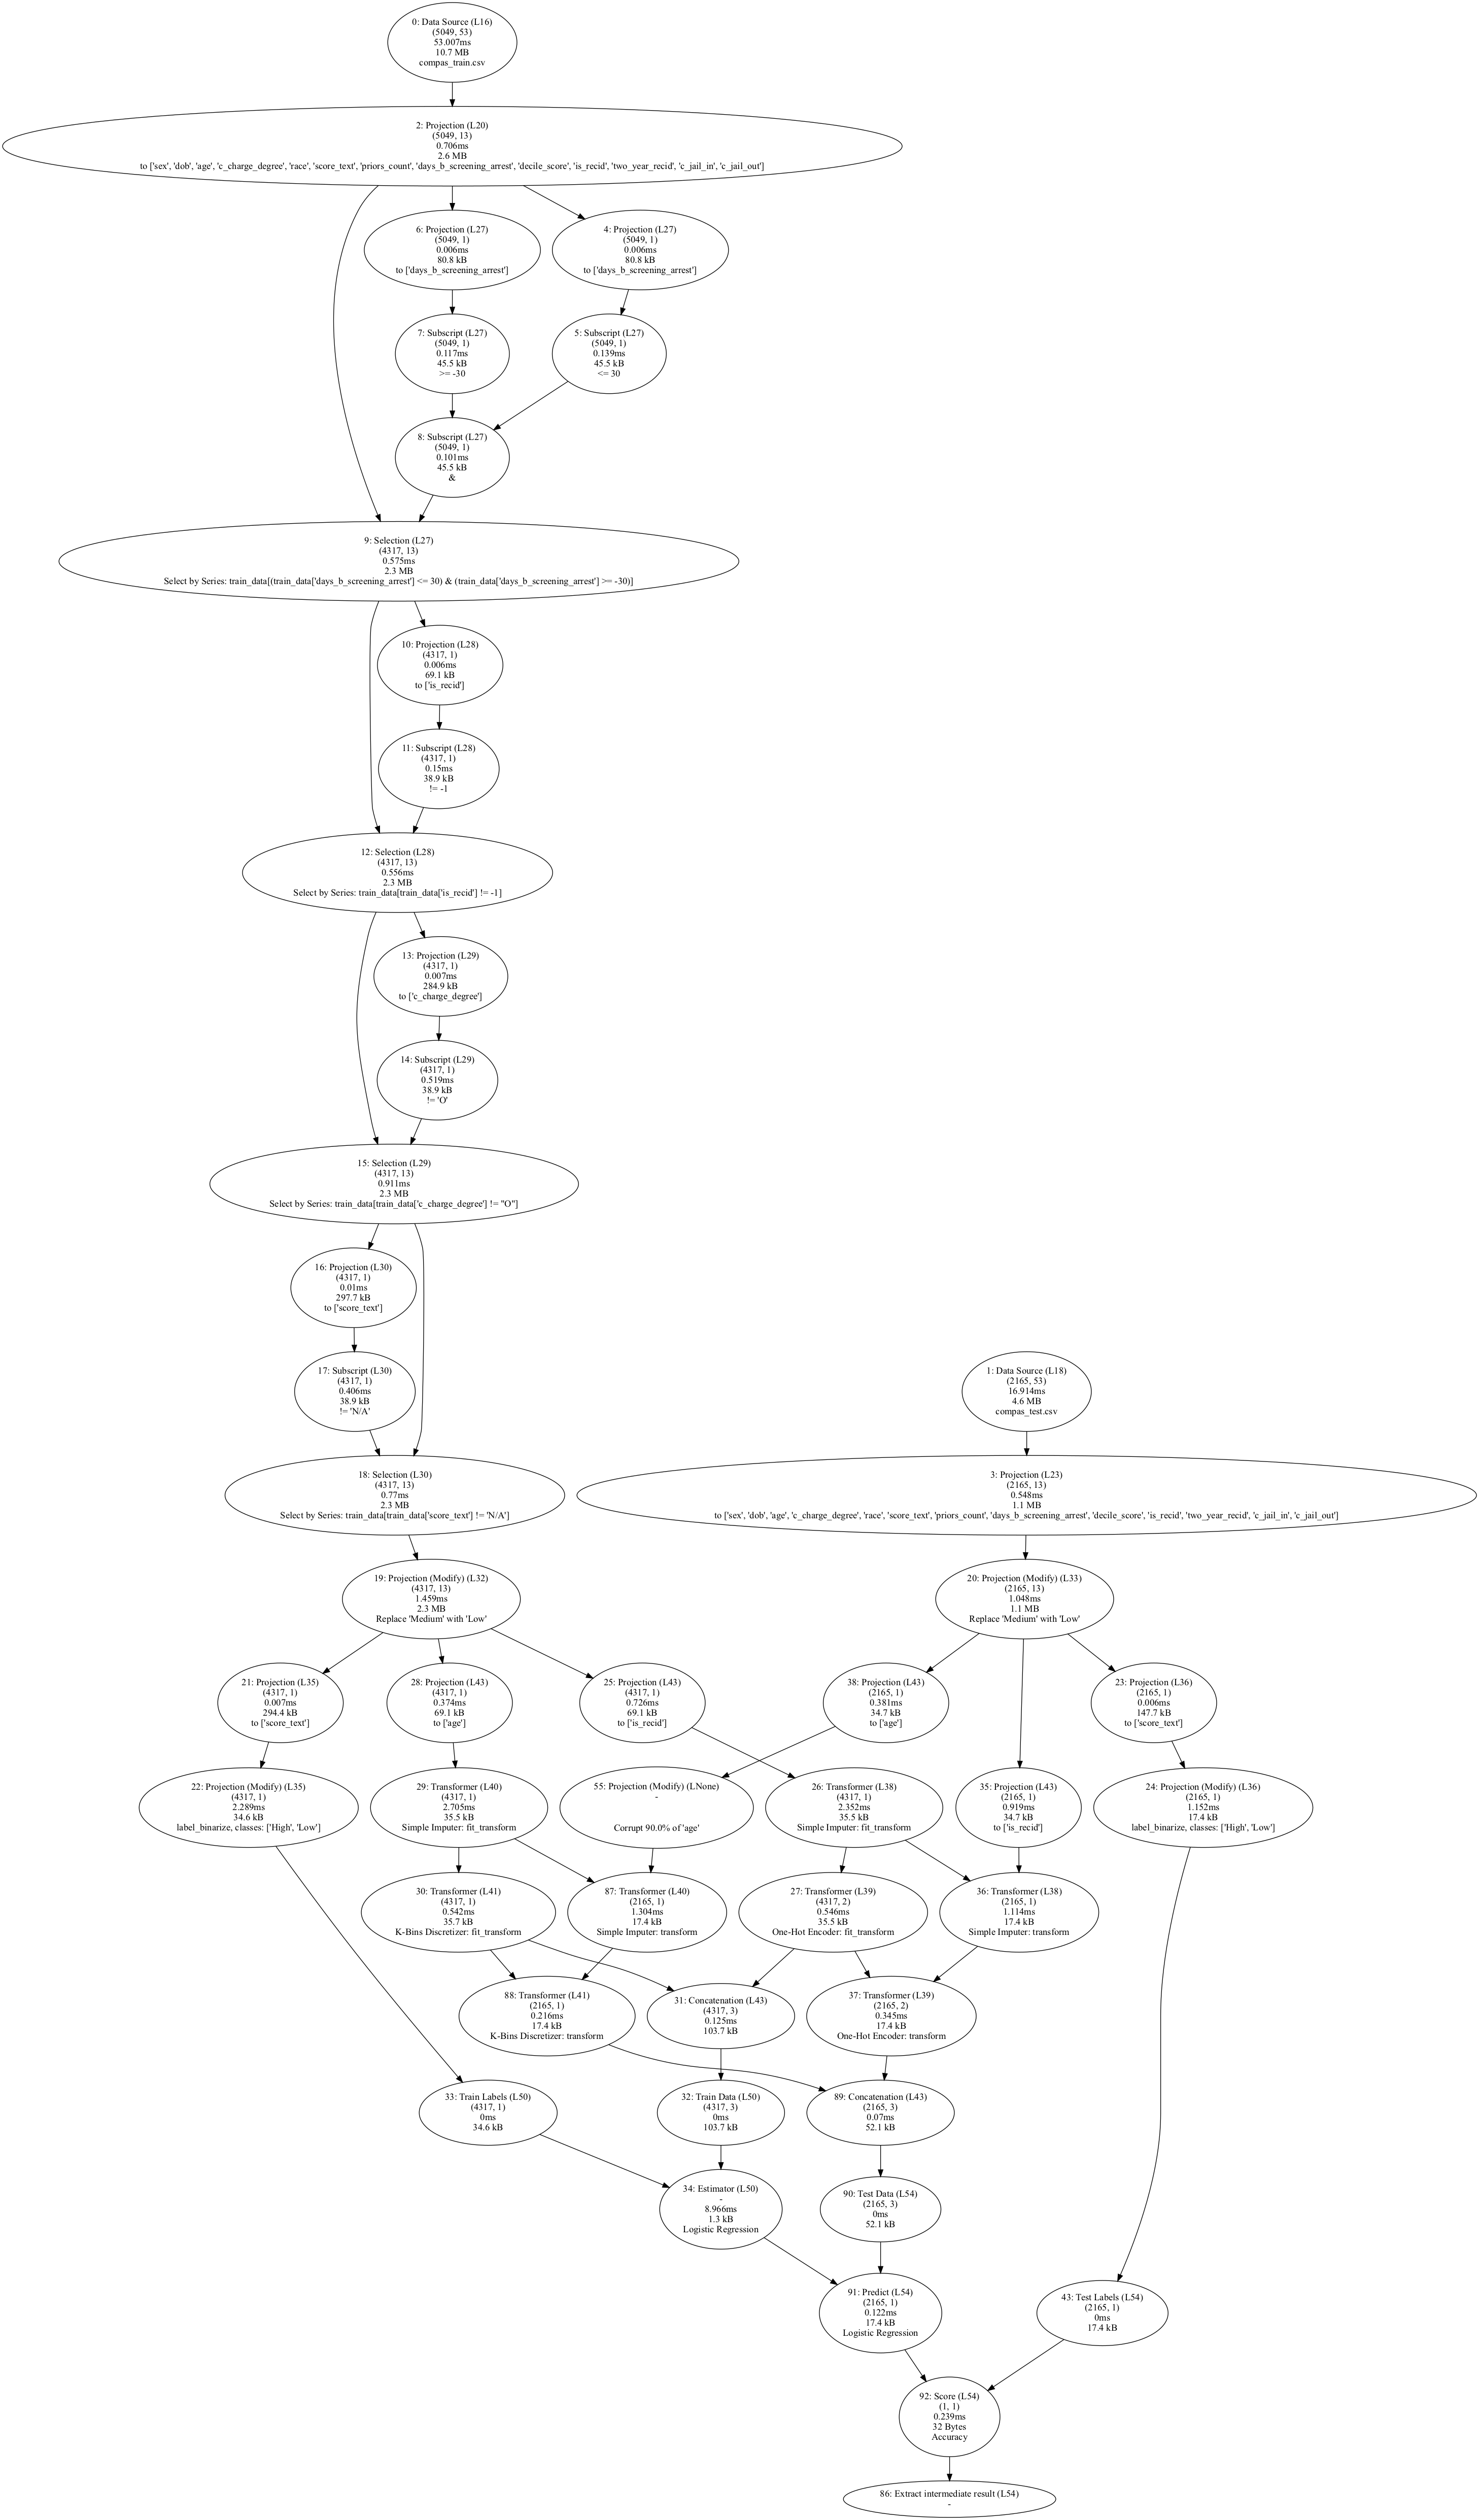 0: Data Source (L16)
(5049, 53)
53.007ms
10.7 MB
compas_train.csv
2: Projection (L20)
(5049, 13)
0.706ms
2.6 MB
to ['sex', 'dob', 'age', 'c_charge_degree', 'race', 'score_text', 'priors_count', 'days_b_screening_arrest', 'decile_score', 'is_recid', 'two_year_recid', 'c_jail_in', 'c_jail_out']
6: Projection (L27)
(5049, 1)
0.006ms
80.8 kB
to ['days_b_screening_arrest']
4: Projection (L27)
(5049, 1)
0.006ms
80.8 kB
to ['days_b_screening_arrest']
7: Subscript (L27)
(5049, 1)
0.117ms
45.5 kB
>= -30
5: Subscript (L27)
(5049, 1)
0.139ms
45.5 kB
<= 30
8: Subscript (L27)
(5049, 1)
0.101ms
45.5 kB
&
9: Selection (L27)
(4317, 13)
0.575ms
2.3 MB
Select by Series: train_data[(train_data['days_b_screening_arrest'] <= 30) & (train_data['days_b_screening_arrest'] >= -30)]
10: Projection (L28)
(4317, 1)
0.006ms
69.1 kB
to ['is_recid']
11: Subscript (L28)
(4317, 1)
0.15ms
38.9 kB
!= -1
12: Selection (L28)
(4317, 13)
0.556ms
2.3 MB
Select by Series: train_data[train_data['is_recid'] != -1]
13: Projection (L29)
(4317, 1)
0.007ms
284.9 kB
to ['c_charge_degree']
14: Subscript (L29)
(4317, 1)
0.519ms
38.9 kB
!= 'O'
15: Selection (L29)
(4317, 13)
0.911ms
2.3 MB
Select by Series: train_data[train_data['c_charge_degree'] != "O"]
16: Projection (L30)
(4317, 1)
0.01ms
297.7 kB
to ['score_text']
17: Subscript (L30)
(4317, 1)
0.406ms
38.9 kB
!= 'N/A'
1: Data Source (L18)
(2165, 53)
16.914ms
4.6 MB
compas_test.csv
18: Selection (L30)
(4317, 13)
0.77ms
2.3 MB
Select by Series: train_data[train_data['score_text'] != 'N/A']
3: Projection (L23)
(2165, 13)
0.548ms
1.1 MB
to ['sex', 'dob', 'age', 'c_charge_degree', 'race', 'score_text', 'priors_count', 'days_b_screening_arrest', 'decile_score', 'is_recid', 'two_year_recid', 'c_jail_in', 'c_jail_out']
19: Projection (Modify) (L32)
(4317, 13)
1.459ms
2.3 MB
Replace 'Medium' with 'Low'
20: Projection (Modify) (L33)
(2165, 13)
1.048ms
1.1 MB
Replace 'Medium' with 'Low'
21: Projection (L35)
(4317, 1)
0.007ms
294.4 kB
to ['score_text']
28: Projection (L43)
(4317, 1)
0.374ms
69.1 kB
to ['age']
25: Projection (L43)
(4317, 1)
0.726ms
69.1 kB
to ['is_recid']
38: Projection (L43)
(2165, 1)
0.381ms
34.7 kB
to ['age']
23: Projection (L36)
(2165, 1)
0.006ms
147.7 kB
to ['score_text']
22: Projection (Modify) (L35)
(4317, 1)
2.289ms
34.6 kB
label_binarize, classes: ['High', 'Low']
29: Transformer (L40)
(4317, 1)
2.705ms
35.5 kB
Simple Imputer: fit_transform
55: Projection (Modify) (LNone)
-
Corrupt 90.0% of 'age'
26: Transformer (L38)
(4317, 1)
2.352ms
35.5 kB
Simple Imputer: fit_transform
35: Projection (L43)
(2165, 1)
0.919ms
34.7 kB
to ['is_recid']
24: Projection (Modify) (L36)
(2165, 1)
1.152ms
17.4 kB
label_binarize, classes: ['High', 'Low']
30: Transformer (L41)
(4317, 1)
0.542ms
35.7 kB
K-Bins Discretizer: fit_transform
87: Transformer (L40)
(2165, 1)
1.304ms
17.4 kB
Simple Imputer: transform
27: Transformer (L39)
(4317, 2)
0.546ms
35.5 kB
One-Hot Encoder: fit_transform
36: Transformer (L38)
(2165, 1)
1.114ms
17.4 kB
Simple Imputer: transform
88: Transformer (L41)
(2165, 1)
0.216ms
17.4 kB
K-Bins Discretizer: transform
31: Concatenation (L43)
(4317, 3)
0.125ms
103.7 kB
37: Transformer (L39)
(2165, 2)
0.345ms
17.4 kB
One-Hot Encoder: transform
33: Train Labels (L50)
(4317, 1)
0ms
34.6 kB
32: Train Data (L50)
(4317, 3)
0ms
103.7 kB
89: Concatenation (L43)
(2165, 3)
0.07ms
52.1 kB
34: Estimator (L50)
-
8.966ms
1.3 kB
Logistic Regression
90: Test Data (L54)
(2165, 3)
0ms
52.1 kB
91: Predict (L54)
(2165, 1)
0.122ms
17.4 kB
Logistic Regression
43: Test Labels (L54)
(2165, 1)
0ms
17.4 kB
92: Score (L54)
(1, 1)
0.239ms
32 Bytes
Accuracy
86: Extract intermediate result (L54)
-